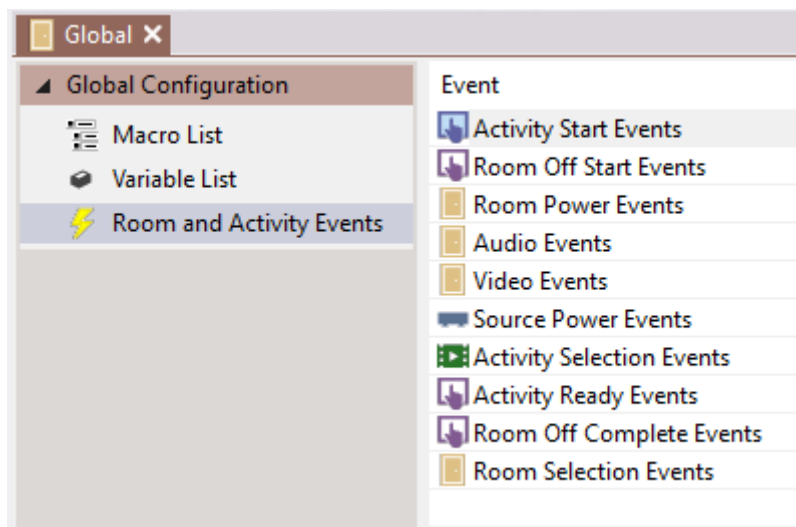 Global
Global Configuration
Macro List
Variable List
Room and Activity Events
Event
Activity Start Events
Room Off Start Events
Room Power Events
Audio Events
Video Events
Source Power Events
Activity Selection Events
Activity Ready Events
Room Off Complete Events
Room Selection Events